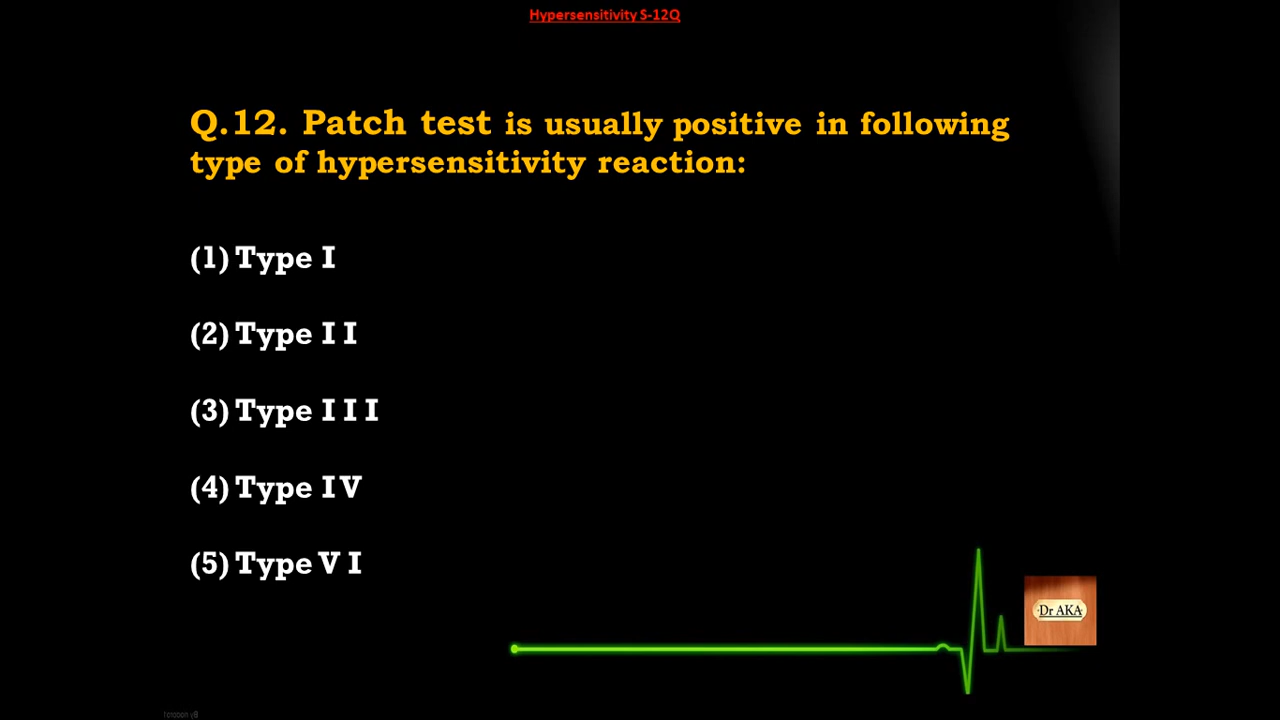 Hypersensitivity S-12Q
Q.12. Patch test is usually positive in following
type of hypersensitivity reaction:
(1) Type I
(2) Type I I
(3) Type I I I
(4) Type I V
(5) Type V I
Dr AKA